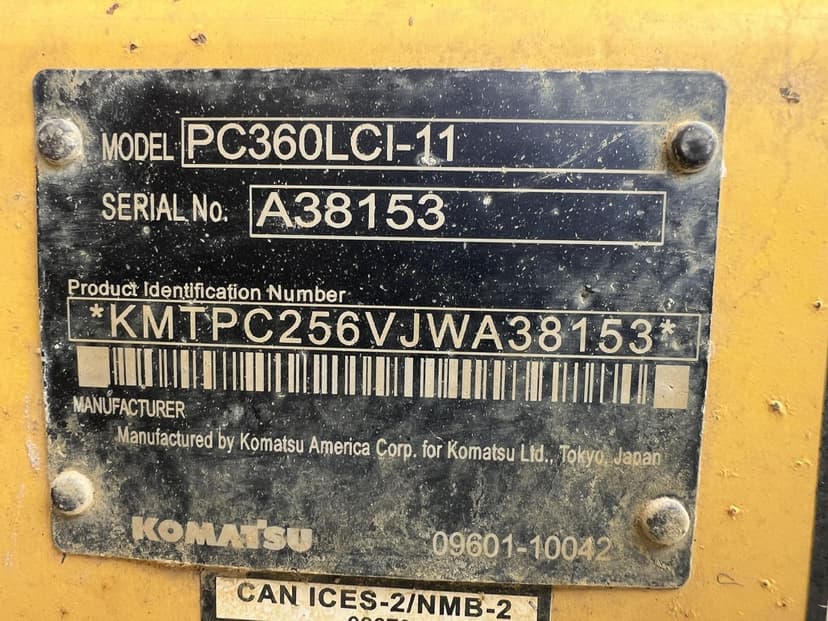 MODEL PC360LCI-11
SERIAL No. A38153
Product Identification Number
*KMTPC256VJWA38153*
MANUFACTURER
Manufactured by Komatsu America Corp. for Komatsu Ltd., Tokyo, Japan
KOMATSU 09601-10042
CAN ICES-2/NMB-2